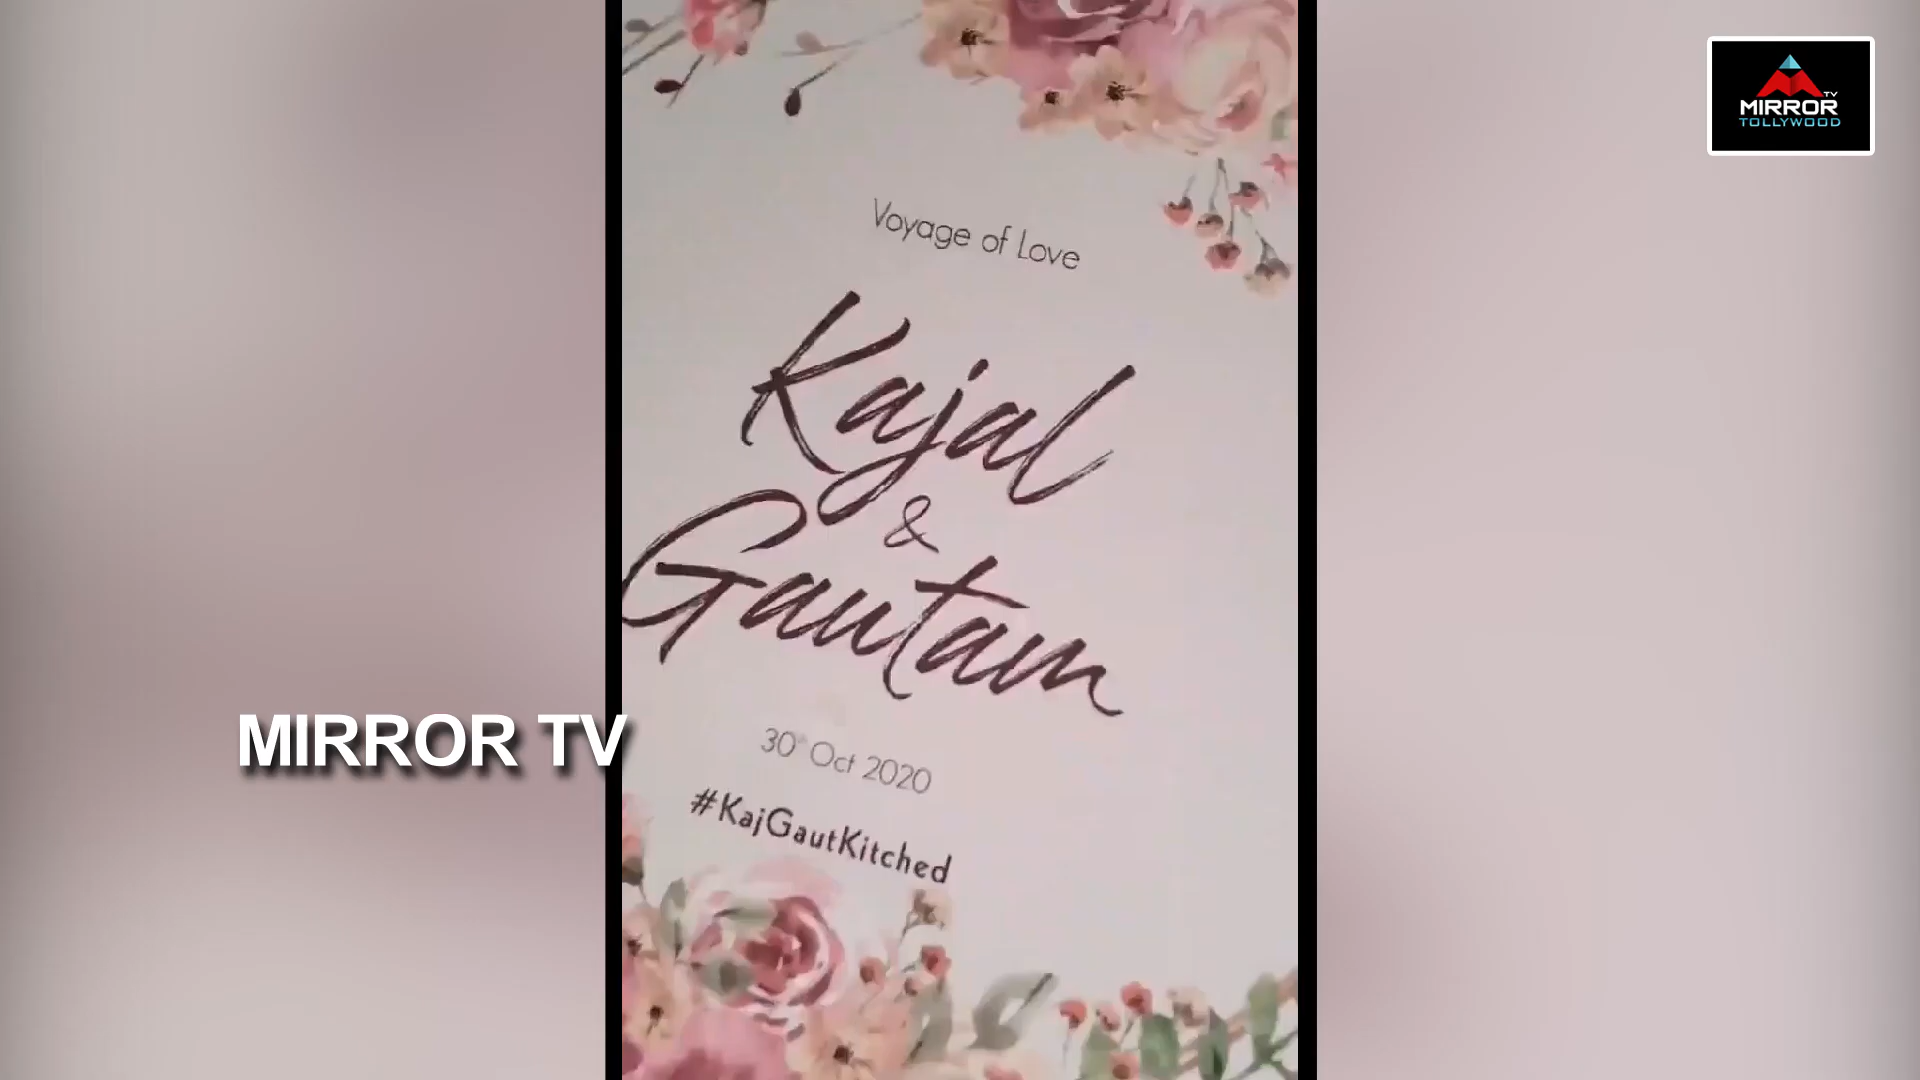 TV
MIRROR
TOLLYWOOD
Voyage of Love
Kajal
&
Gautam
30th Oct 2020
#KajGautKitched
MIRROR TV